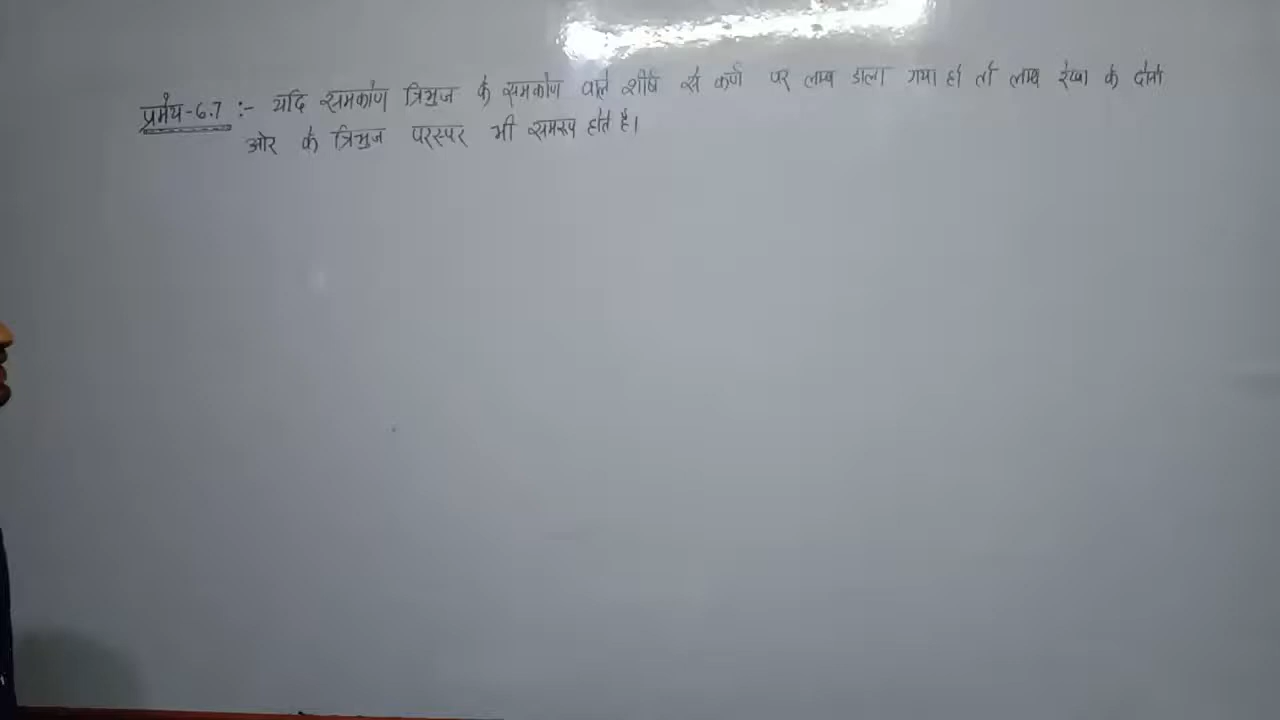 प्रमेय-6.7 :- यदि समकोण त्रिभुज के समकोण वाले शीर्ष से कर्ण पर लम्ब डाला गया हो तो लम्ब रेखा के दोनो
ओर के त्रिभुज परस्पर भी समरूप होते है।